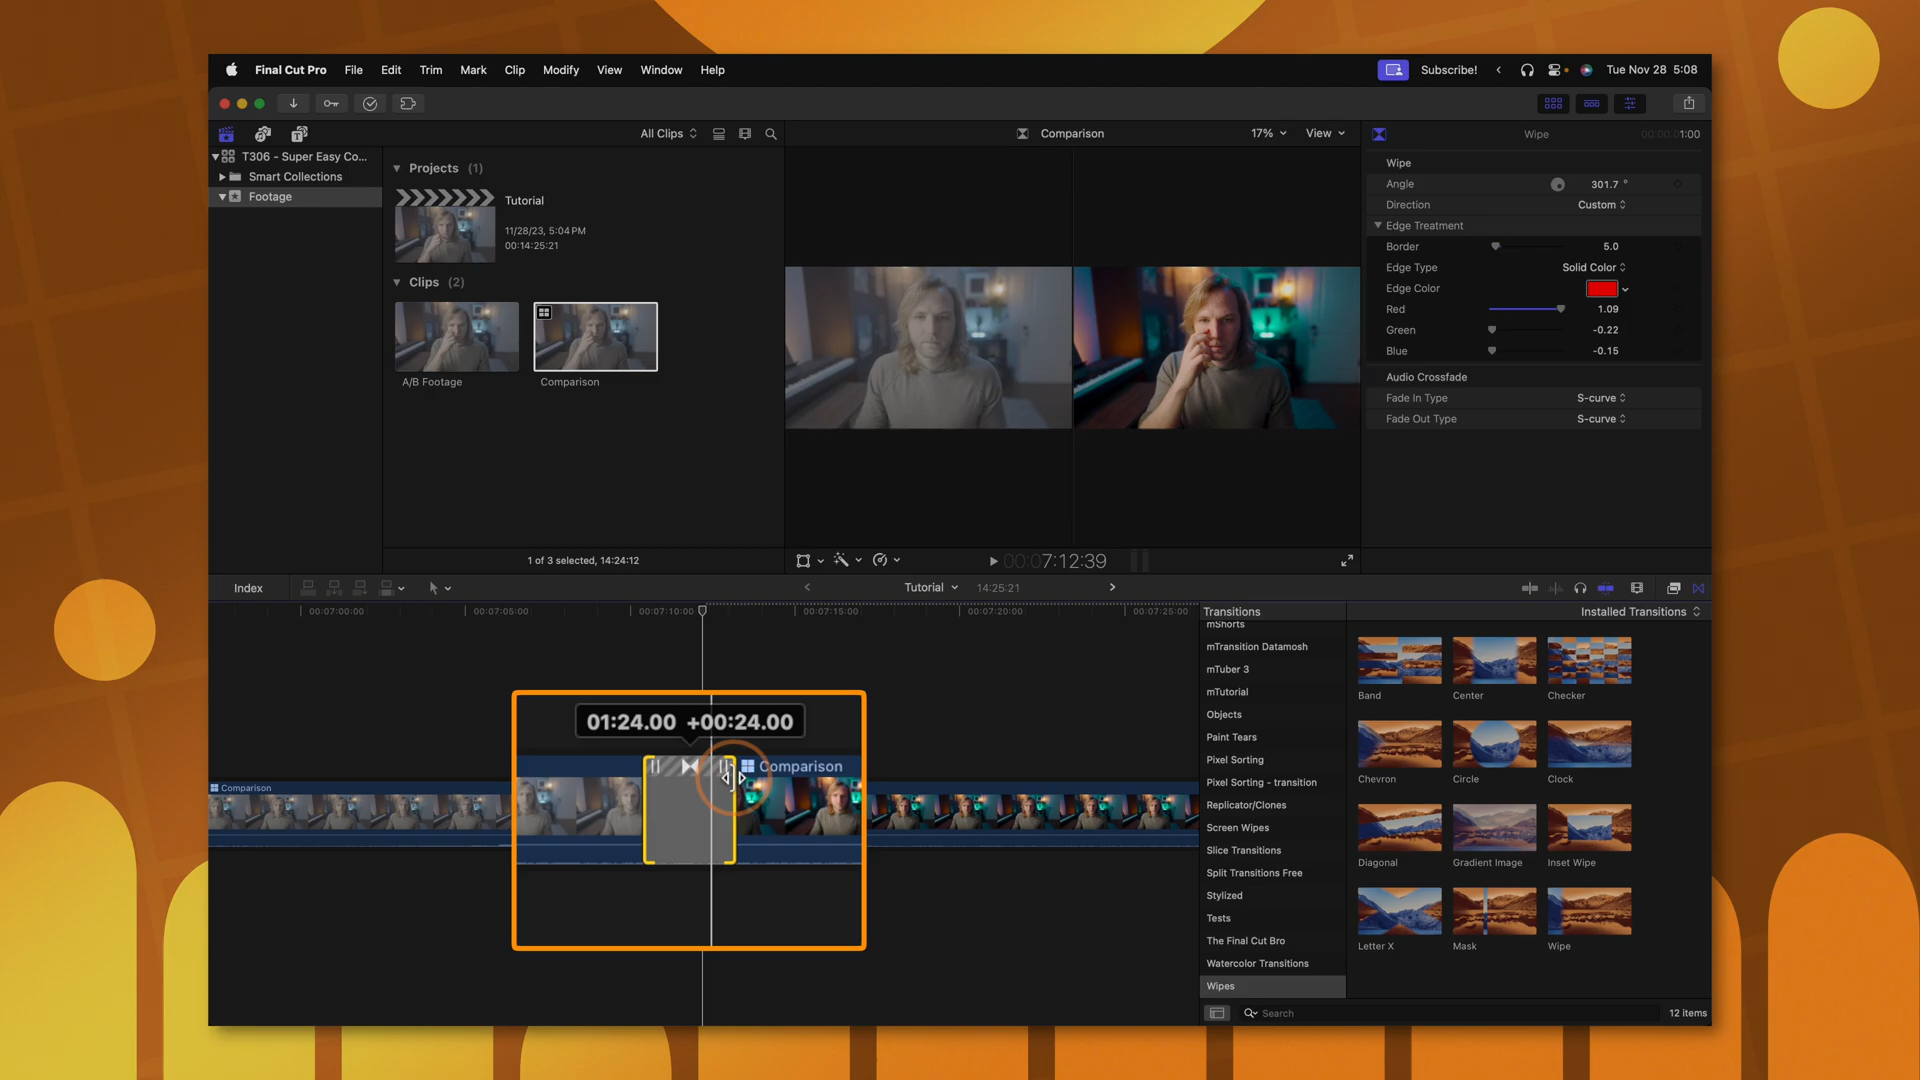 Final Cut Pro File Edit Trim Mark Clip Modify View Window Help
Subscribe! Tue Nov 28 5:08
All Clips
Comparison 17% View
Wipe 00:00:01:00
T306 - Super Easy Co...
Smart Collections
Footage
Projects (1)
Tutorial
11/28/23, 5:04 PM
00:14:25:21
Clips (2)
A/B Footage
Comparison
1 of 3 selected, 14:24:12
00:07:12:39
Wipe
Angle 301.7 °
Direction Custom
Edge Treatment
Border 5.0
Edge Type Solid Color
Edge Color
Red 1.09
Green -0.22
Blue -0.15
Audio Crossfade
Fade In Type S-curve
Fade Out Type S-curve
Index
Tutorial 14:25:21
00:07:00:00 00:07:05:00 00:07:10:00 00:07:15:00 00:07:20:00 00:07:25:00
01:24.00 +00:24.00
Comparison
Comparison
Transitions
Installed Transitions
mShorts
mTransition Datamosh
mTuber 3
mTutorial
Objects
Paint Tears
Pixel Sorting
Pixel Sorting - transition
Replicator/Clones
Screen Wipes
Slice Transitions
Split Transitions Free
Stylized
Tests
The Final Cut Bro
Watercolor Transitions
Wipes
Band Center Checker
Chevron Circle Clock
Diagonal Gradient Image Inset Wipe
Letter X Mask Wipe
Search
12 items